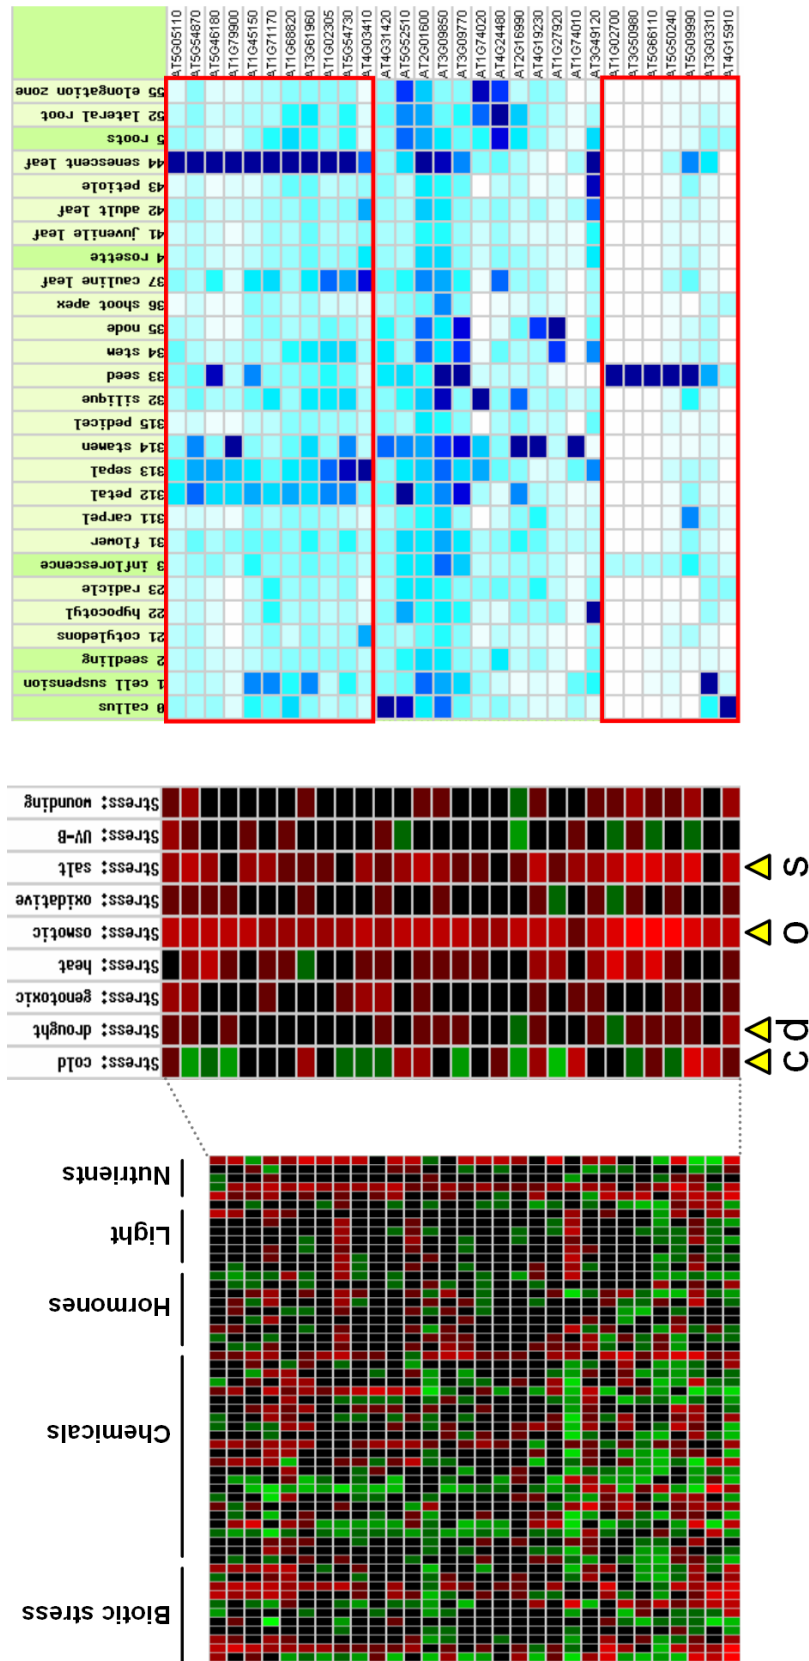 AT5G05110
AT5G54870
AT5G46180
AT1G79900
AT1G45150
AT1G71170
AT1G68820
AT3G61960
AT1G02305
AT5G54730
AT4G03410
AT4G31420
AT5G52510
AT2G01600
AT3G09850
AT3G09770
AT1G74020
AT4G24480
AT2G16990
AT4G19230
AT1G27920
AT1G74010
AT3G49120
AT1G02700
AT3G50980
AT5G66110
AT5G50240
AT5G09990
AT3G03310
AT4G15910
55 elongation zone
52 lateral root
5 roots
44 senescent leaf
43 petiole
42 adult leaf
41 juvenile leaf
4 rosette
37 cauline leaf
36 shoot apex
35 node
34 stem
33 seed
32 silique
315 pedicel
314 stamen
313 sepal
312 petal
311 carpel
31 flower
3 inflorescence
23 radicle
22 hypocotyl
21 cotyledons
2 seedling
1 cell suspension
0 callus
Stress: wounding
Stress: UV-B
Stress: salt
Stress: oxidative
Stress: osmotic
Stress: heat
Stress: genotoxic
Stress: drought
Stress: cold
s
o
d
c
Nutrients
Light
Hormones
Chemicals
Biotic stress